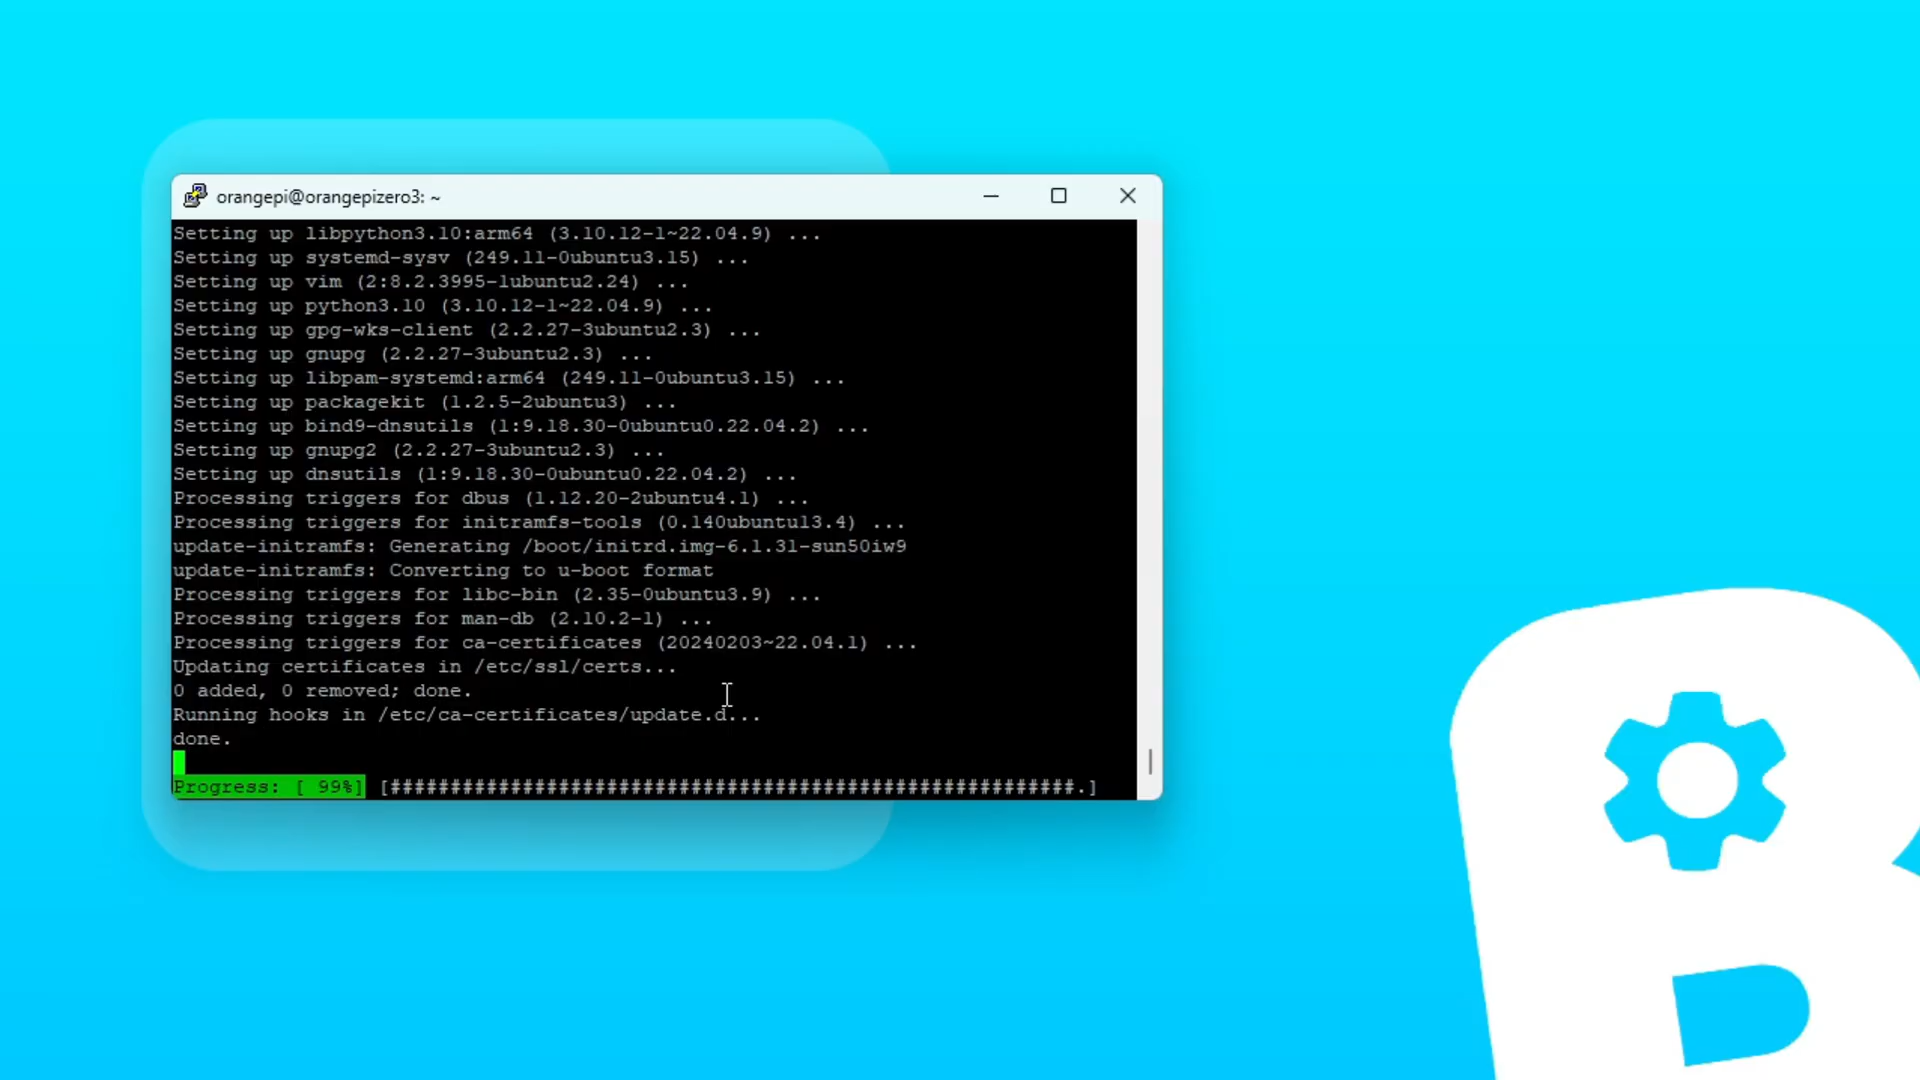 orangepi@orangepizero3: ~
Setting up libpython3.10:arm64 (3.10.12-1~22.04.9) ...
Setting up systemd-sysv (249.11-0ubuntu3.15) ...
Setting up vim (2:8.2.3995-1ubuntu2.24) ...
Setting up python3.10 (3.10.12-1~22.04.9) ...
Setting up gpg-wks-client (2.2.27-3ubuntu2.3) ...
Setting up gnupg (2.2.27-3ubuntu2.3) ...
Setting up libpam-systemd:arm64 (249.11-0ubuntu3.15) ...
Setting up packagekit (1.2.5-2ubuntu3) ...
Setting up bind9-dnsutils (1:9.18.30-0ubuntu0.22.04.2) ...
Setting up gnupg2 (2.2.27-3ubuntu2.3) ...
Setting up dnsutils (1:9.18.30-0ubuntu0.22.04.2) ...
Processing triggers for dbus (1.12.20-2ubuntu4.1) ...
Processing triggers for initramfs-tools (0.140ubuntu13.4) ...
update-initramfs: Generating /boot/initrd.img-6.1.31-sun50iw9
update-initramfs: Converting to u-boot format
Processing triggers for libc-bin (2.35-0ubuntu3.9) ...
Processing triggers for man-db (2.10.2-1) ...
Processing triggers for ca-certificates (20240203~22.04.1) ...
Updating certificates in /etc/ssl/certs...
0 added, 0 removed; done.
Running hooks in /etc/ca-certificates/update.d...
done.
Progress: [ 99%] [#########################################################.]